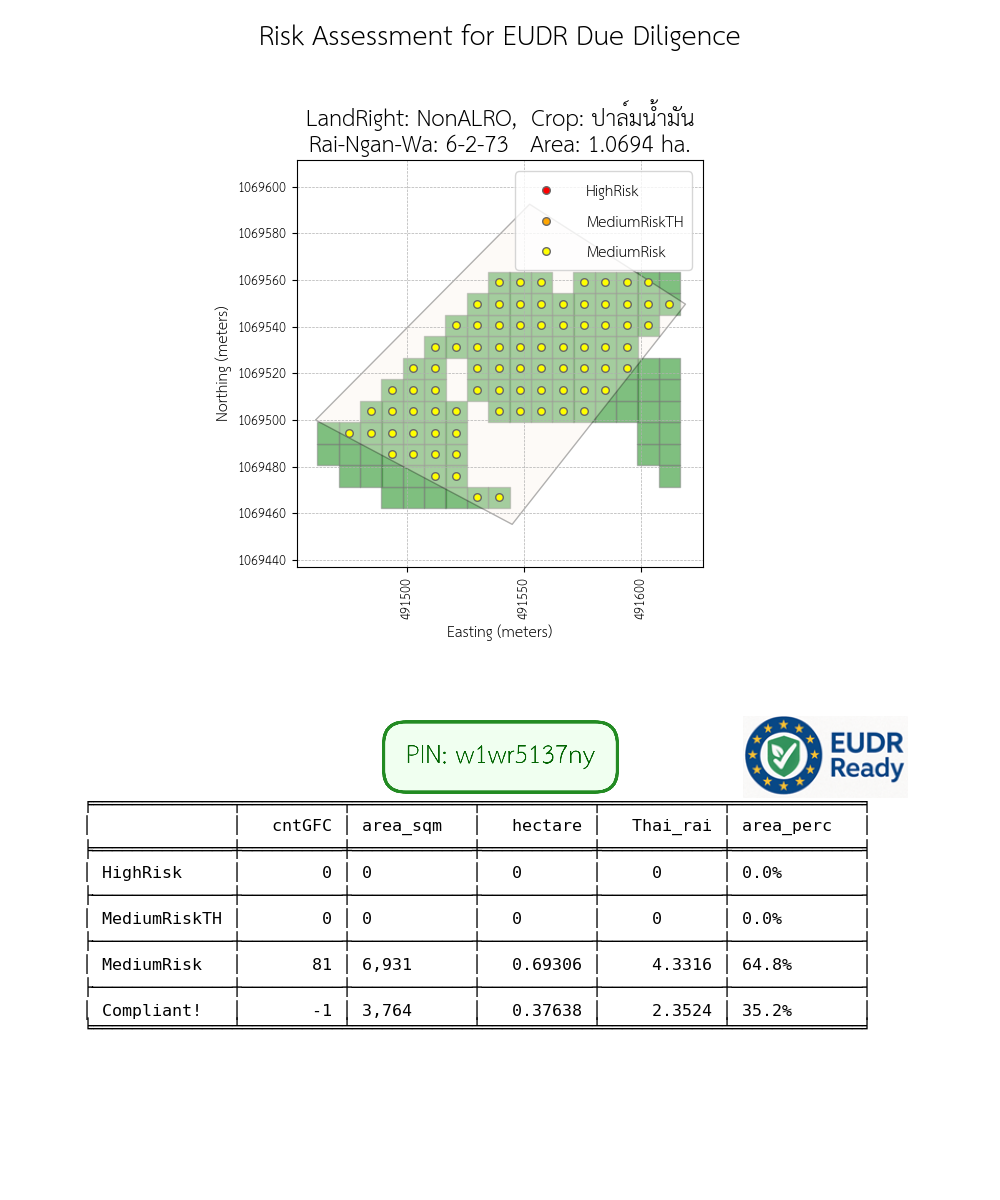 Risk Assessment for EUDR Due Diligence
LandRight: NonALRO,  Crop: ปาล์มน้ำมัน
Rai-Ngan-Wa: 6-2-73   Area: 1.0694 ha.
HighRisk
MediumRiskTH
MediumRisk
1069600
1069580
1069560
1069540
1069520
1069500
1069480
1069460
1069440
Northing (meters)
491500
491550
491600
Easting (meters)
PIN: w1wr5137ny
EUDR
Ready
cntGFC area_sqm hectare Thai_rai area_perc
HighRisk 0 0 0 0 0.0%
MediumRiskTH 0 0 0 0 0.0%
MediumRisk 81 6,931 0.69306 4.3316 64.8%
Compliant! -1 3,764 0.37638 2.3524 35.2%